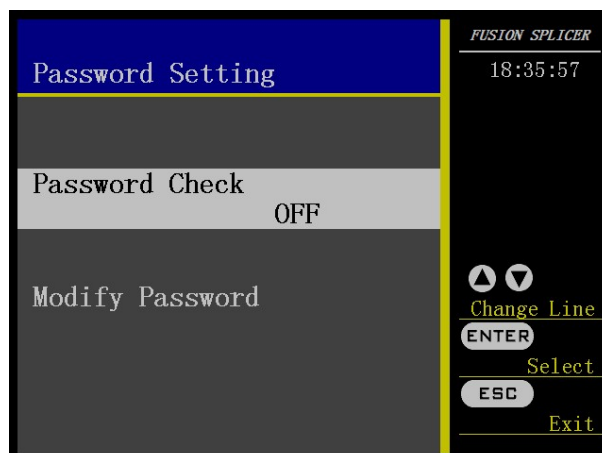 Password Setting
Password Check
OFF
Modify Password
FUSION SPLICER
18:35:57
Change Line
ENTER
Select
ESC
Exit